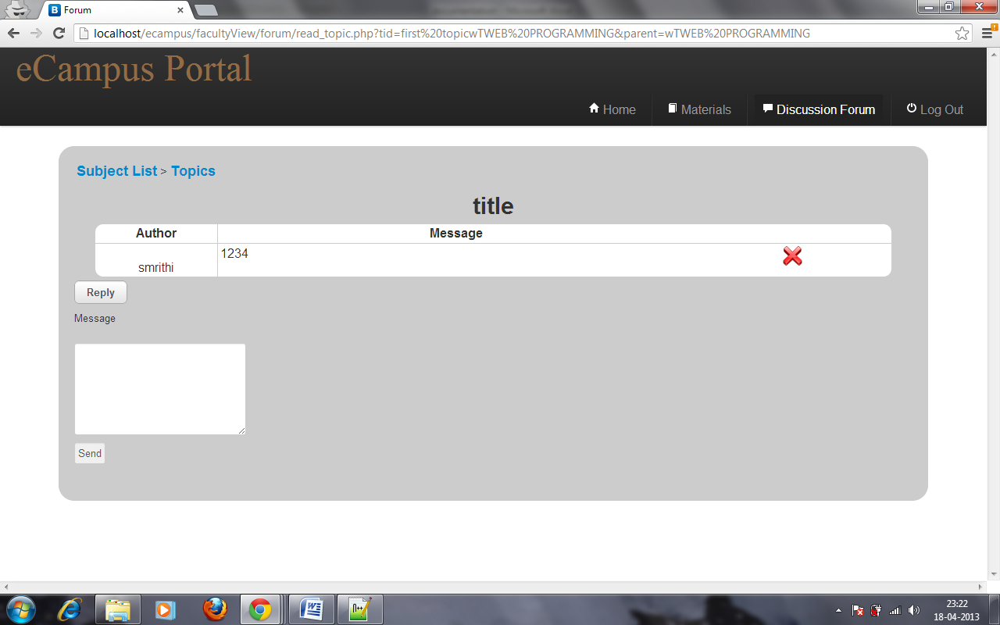 Forum
localhost/ecampus/facultyView/forum/read_topic.php?tid=first%20topicwTWEB%20PROGRAMMING&parent=wTWEB%20PROGRAMMING
eCampus Portal
Home Materials Discussion Forum Log Out
Subject List > Topics
title
Author Message
1234
smrithi
Reply
Message
Send
23:22
18-04-2013